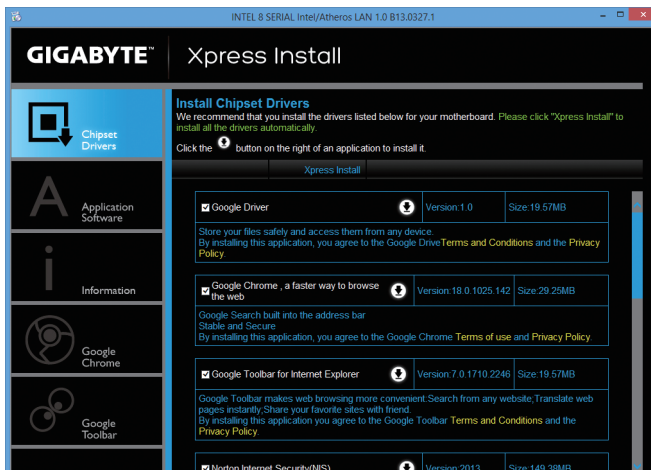 INTEL 8 SERIAL Intel/Atheros LAN 1.0 B13.0327.1
GIGABYTE™
Xpress Install
Chipset
Drivers
Application
Software
Information
Google
Chrome
Google
Toolbar
Install Chipset Drivers
We recommend that you install the drivers listed below for your motherboard. Please click "Xpress Install" to
install all the drivers automatically.
Click the button on the right of an application to install it.
Xpress Install
Google Driver Version:1.0 Size:19.57MB
Store your files safely and access them from any device.
By installing this application, you agree to the Google DriveTerms and Conditions and the Privacy
Policy.
Google Chrome , a faster way to browse
the web Version:18.0.1025.142 Size:29.25MB
Google Search built into the address bar
Stable and Secure
By installing this application, you agree to the Google Chrome Terms of use and Privacy Policy.
Google Toolbar for Internet Explorer Version:7.0.1710.2246 Size:19.57MB
Google Toolbar makes web browsing more convenient.Search from any website;Translate web
pages instantly;Share your favorite sites with friend.
By installing this application you agree to the Google Toolbar Terms and Conditions and the
Privacy Policy.
Norton Internet Security(NIS) Version:2013 Size:149.38MB